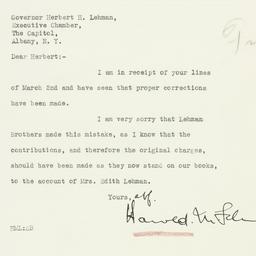 Governor Herbert H. Lehman,
Executive Chamber,
The Capitol,
Albany, N. Y.
Dear Herbert:-
I am in receipt of your lines
of March 2nd and have seen that proper corrections
have been made.
I am very sorry that Lehman
Brothers made this mistake, as I know that the
contributions, and therefore the original charges,
should have been made as they now stand on our books,
to the account of Mrs. Edith Lehman.
Yours, aff.
Harold M. Leh